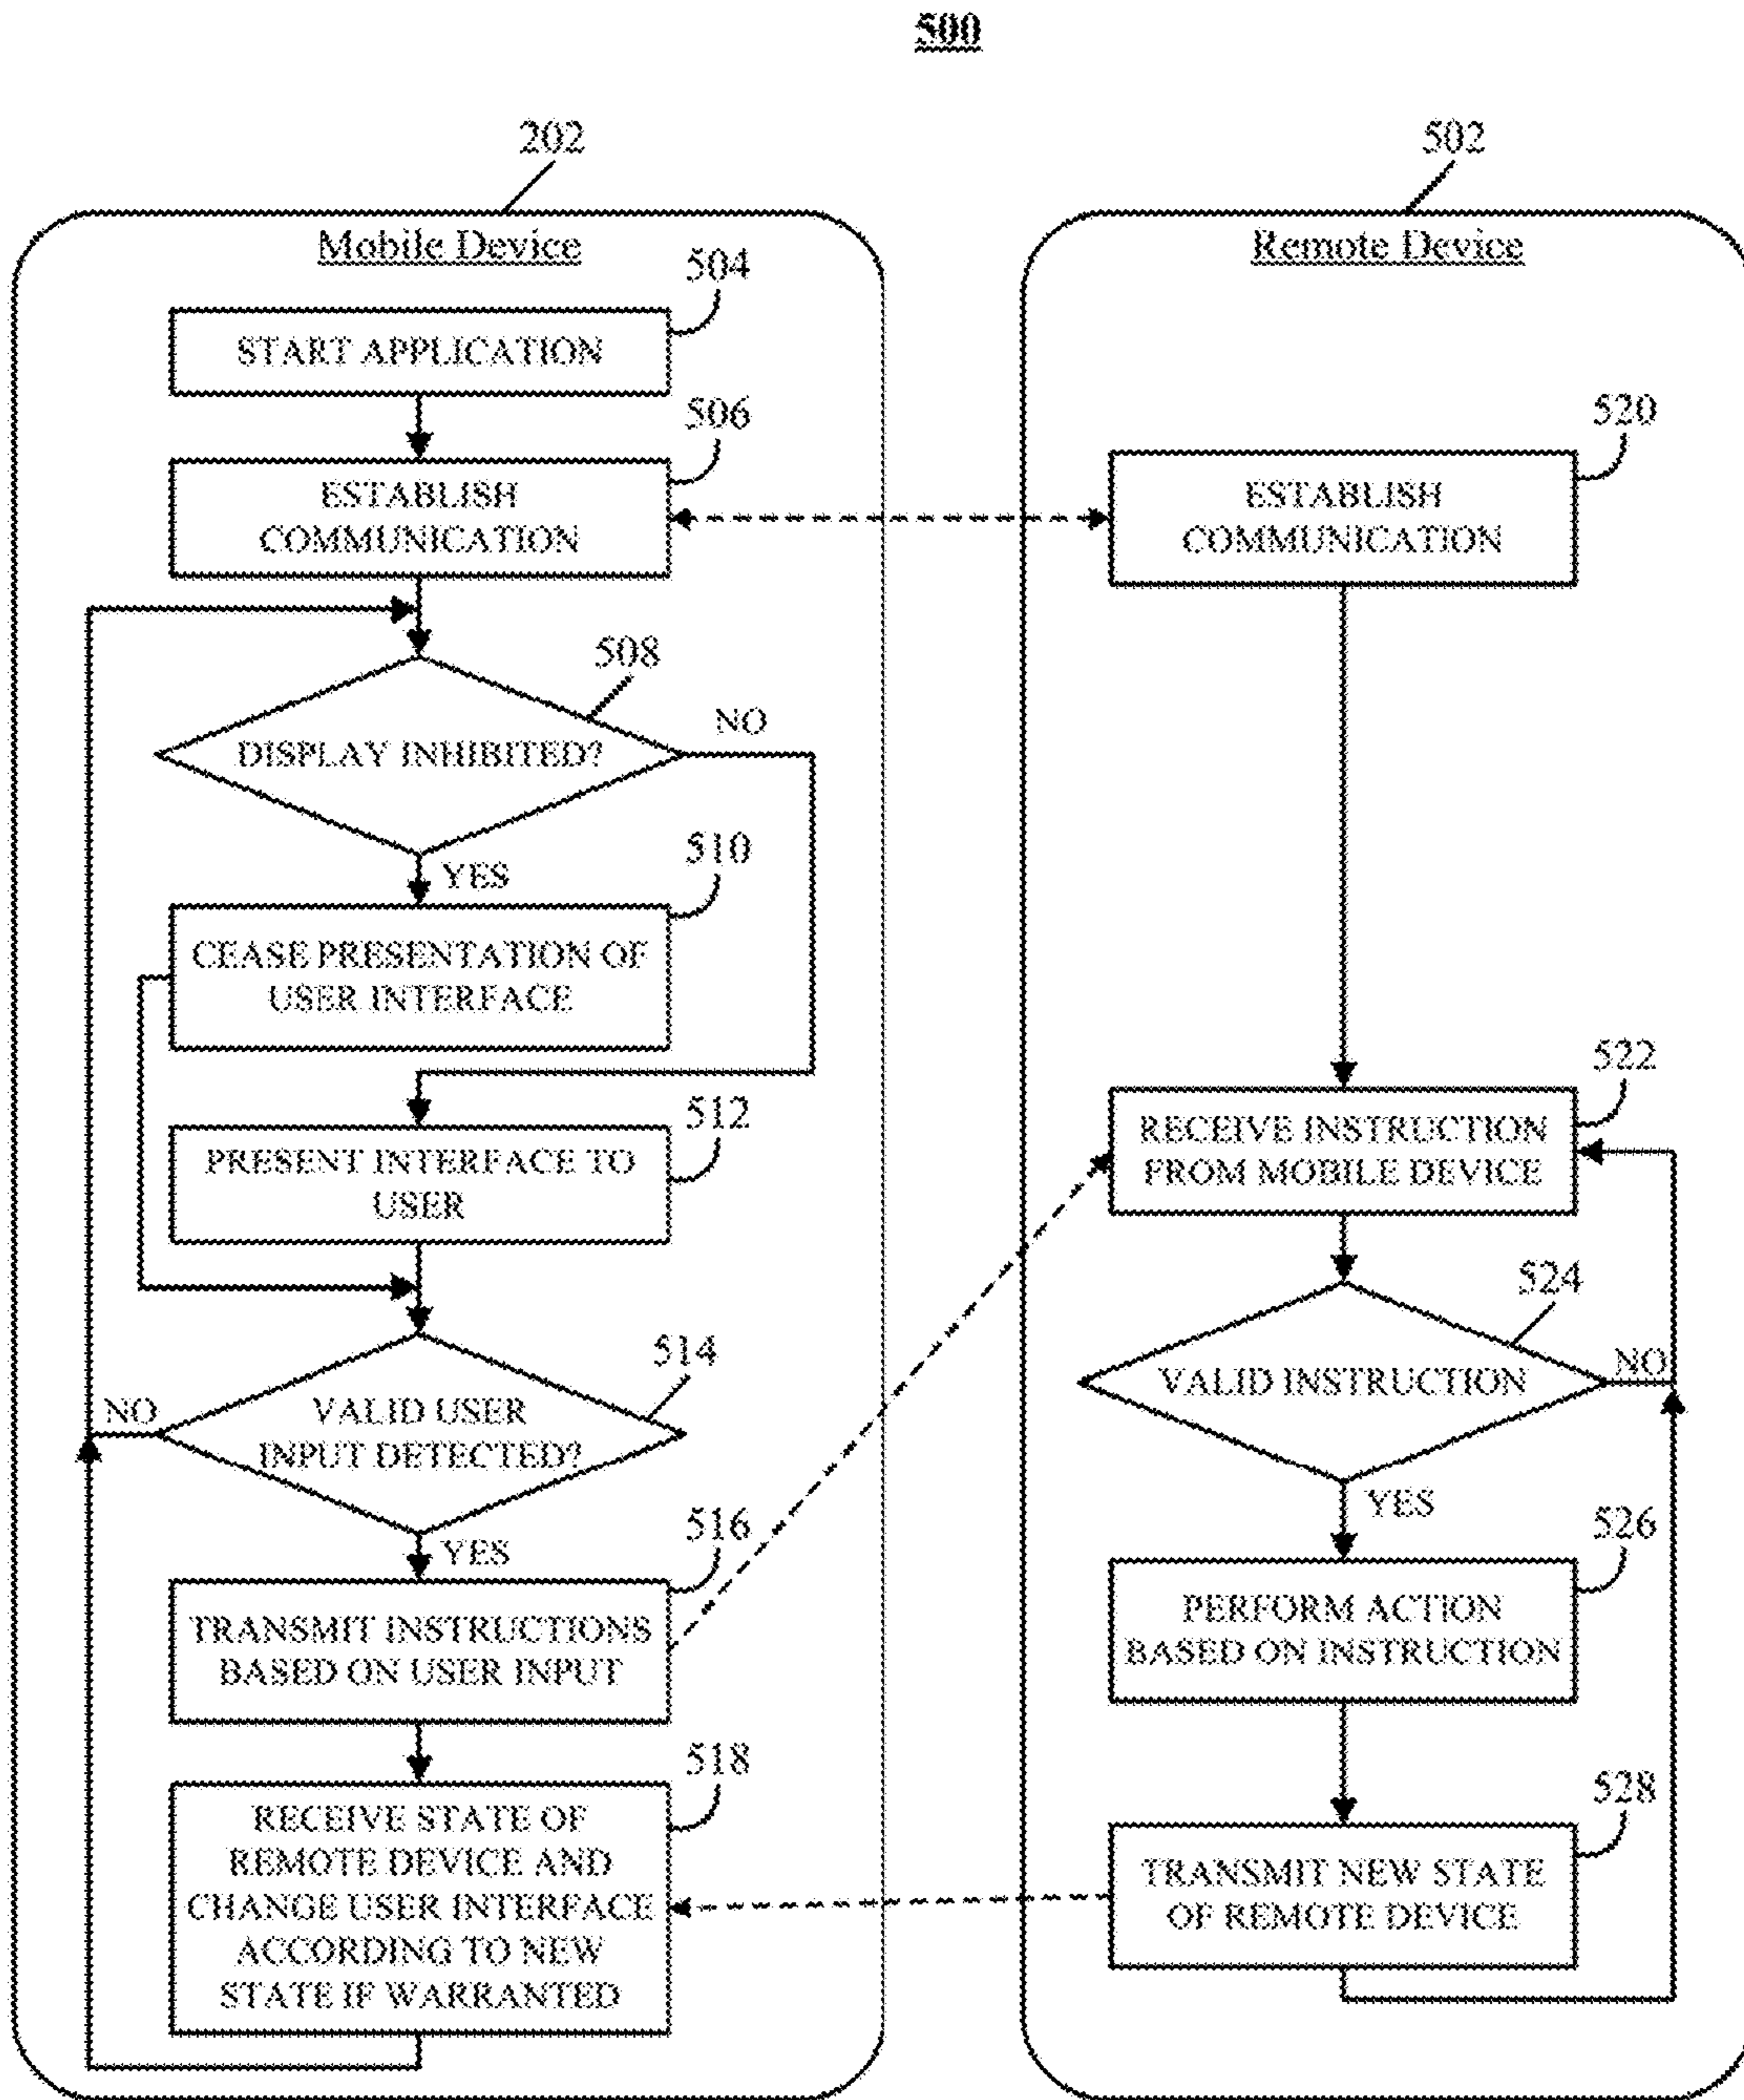 500
202
Mobile Device
504
START APPLICATION
506
ESTABLISH
COMMUNICATION
508
DISPLAY INHIBITED?
NO
YES
510
CEASE PRESENTATION OF
USER INTERFACE
512
PRESENT INTERFACE TO
USER
514
VALID USER
INPUT DETECTED?
NO
YES
516
TRANSMIT INSTRUCTIONS
BASED ON USER INPUT
518
RECEIVE STATE OF
REMOTE DEVICE AND
CHANGE USER INTERFACE
ACCORDING TO NEW
STATE IF WARRANTED
502
Remote Device
520
ESTABLISH
COMMUNICATION
522
RECEIVE INSTRUCTION
FROM MOBILE DEVICE
524
VALID INSTRUCTION
NO
YES
526
PERFORM ACTION
BASED ON INSTRUCTION
528
TRANSMIT NEW STATE
OF REMOTE DEVICE